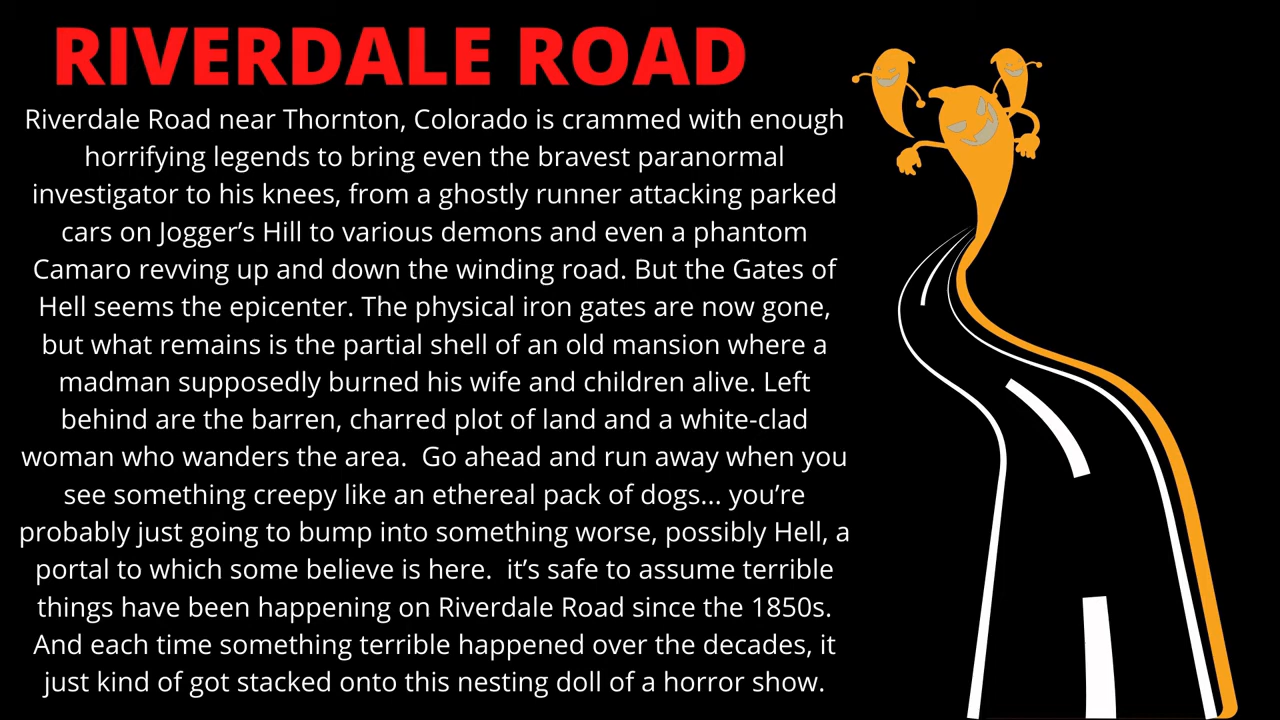 RIVERDALE ROAD
Riverdale Road near Thornton, Colorado is crammed with enough
horrifying legends to bring even the bravest paranormal
investigator to his knees, from a ghostly runner attacking parked
cars on Jogger’s Hill to various demons and even a phantom
Camaro revving up and down the winding road. But the Gates of
Hell seems the epicenter. The physical iron gates are now gone,
but what remains is the partial shell of an old mansion where a
madman supposedly burned his wife and children alive. Left
behind are the barren, charred plot of land and a white-clad
woman who wanders the area.  Go ahead and run away when you
see something creepy like an ethereal pack of dogs... you’re
probably just going to bump into something worse, possibly Hell, a
portal to which some believe is here.  it’s safe to assume terrible
things have been happening on Riverdale Road since the 1850s.
And each time something terrible happened over the decades, it
just kind of got stacked onto this nesting doll of a horror show.